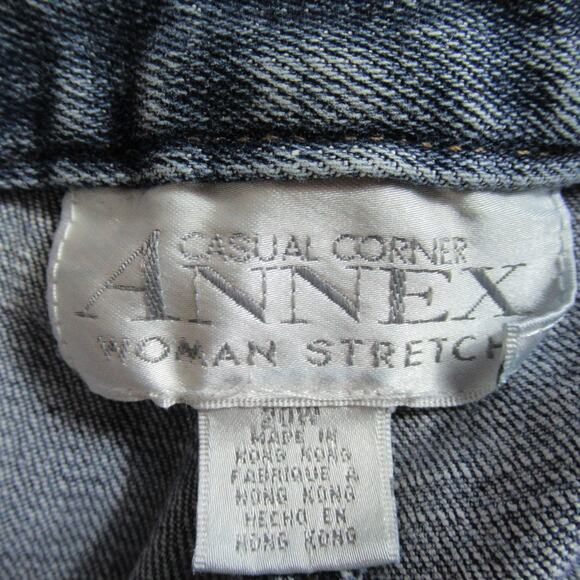 CASUAL CORNER
ANNEX
WOMAN STRETCH
MADE IN
HONG KONG
FABRIQUE A
HONG KONG
HECHO EN
HONG KONG